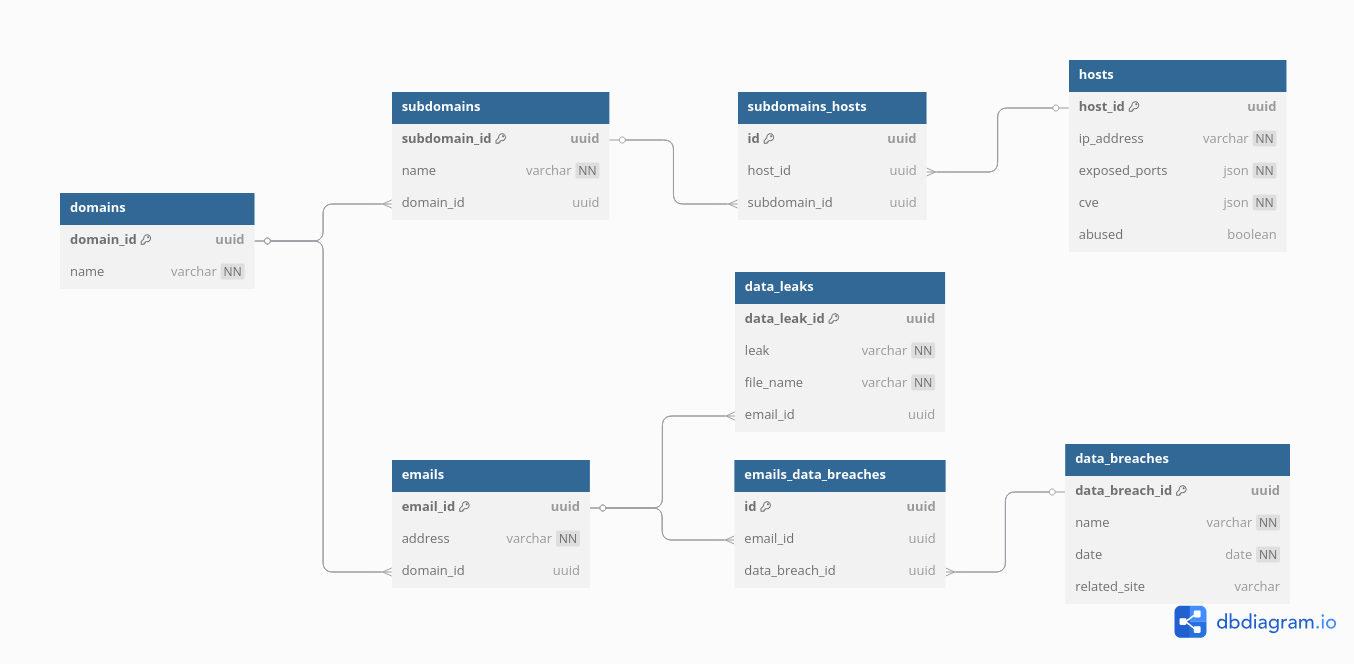 domains
domain_id uuid
name varchar NN
subdomains
subdomain_id uuid
name varchar NN
domain_id uuid
subdomains_hosts
id uuid
host_id uuid
subdomain_id uuid
hosts
host_id uuid
ip_address varchar NN
exposed_ports json NN
cve json NN
abused boolean
data_leaks
data_leak_id uuid
leak varchar NN
file_name varchar NN
email_id uuid
emails
email_id uuid
address varchar NN
domain_id uuid
emails_data_breaches
id uuid
email_id uuid
data_breach_id uuid
data_breaches
data_breach_id uuid
name varchar NN
date date NN
related_site varchar
dbdiagram.io